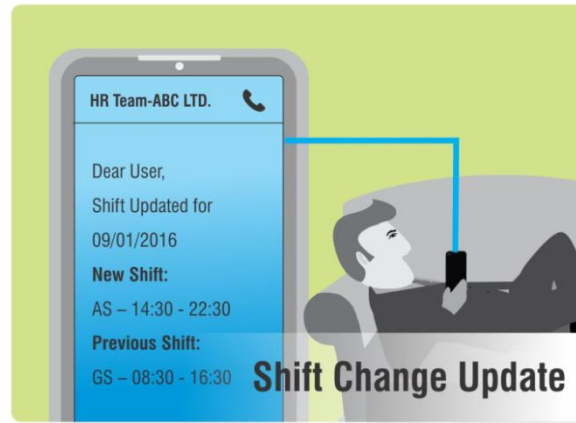 HR Team-ABC LTD.
Dear User,
Shift Updated for
09/01/2016
New Shift:
AS – 14:30 - 22:30
Previous Shift:
GS – 08:30 - 16:30
Shift Change Update